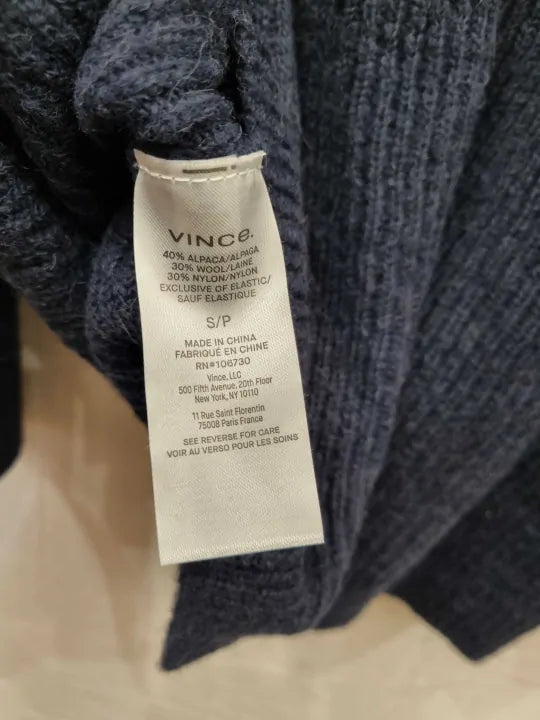 VINCE.
40% ALPACA/ALPAGA
30% WOOL/LAINE
30% NYLON/NYLON
EXCLUSIVE OF ELASTIC/
SAUF ELASTIQUE
S/P
MADE IN CHINA
FABRIQUÉ EN CHINE
RN#106730
Vince, LLC
500 Fifth Avenue, 20th Floor
New York, NY 10110
11 Rue Saint Florentin
75008 Paris France
SEE REVERSE FOR CARE
VOIR AU VERSO POUR LES SOINS